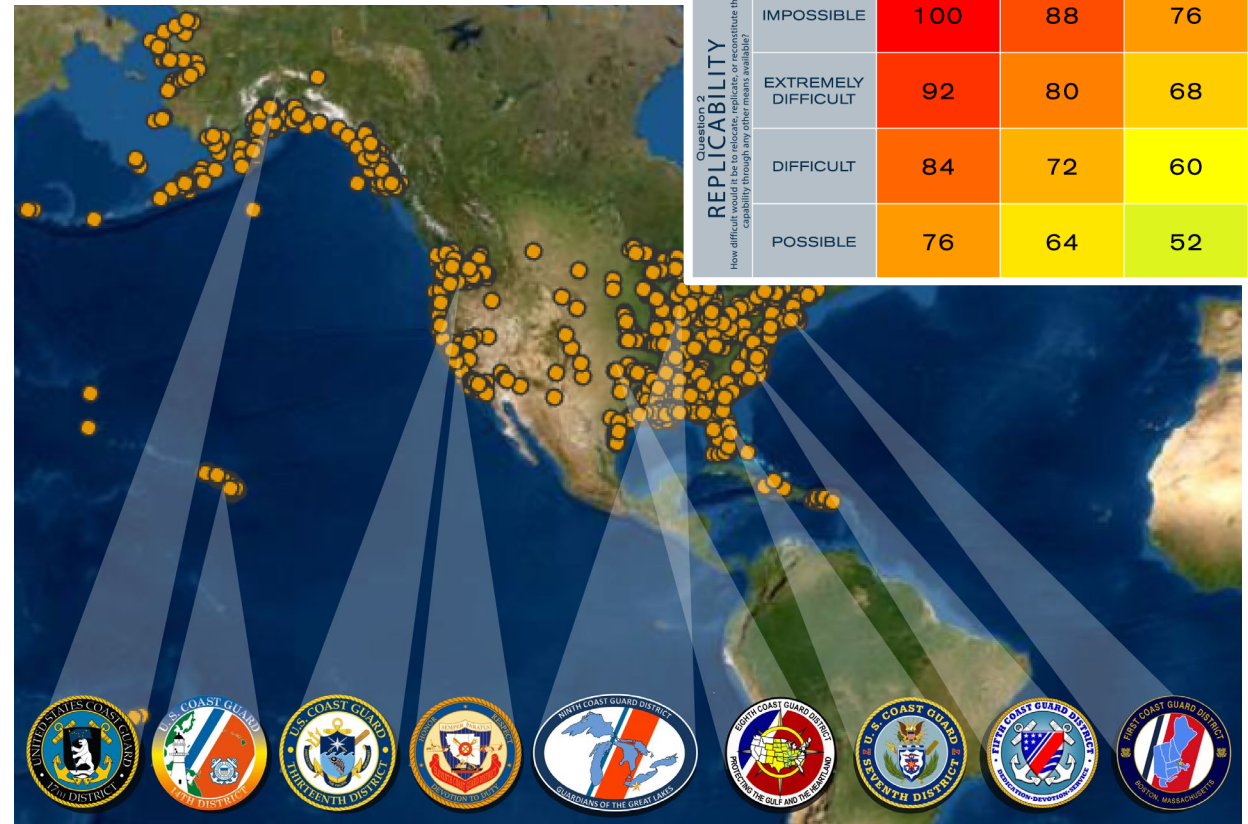 Question 2
REPLICABILITY
How difficult would it be to relocate, replicate, or reconstitute
capability through any other means available?
IMPOSSIBLE 100 88 76
EXTREMELY
DIFFICULT 92 80 68
DIFFICULT 84 72 60
POSSIBLE 76 64 52
UNITED STATES COAST GUARD
17TH DISTRICT
U.S. COAST GUARD
14TH DISTRICT
U.S. COAST GUARD
THIRTEENTH DISTRICT
HONOR
RESPECT
SEMPER PARATUS
DEVOTION TO DUTY
NINTH COAST GUARD DISTRICT
GUARDIANS OF THE GREAT LAKES
EIGHTH COAST GUARD DISTRICT
PROTECTING THE GULF AND THE HEARTLAND
U.S. COAST GUARD
SEVENTH DISTRICT
FIFTH COAST GUARD DISTRICT
DEDICATION·DEVOTION·SERVICE
FIRST COAST GUARD DISTRICT
BOSTON, MASSACHUSETTS